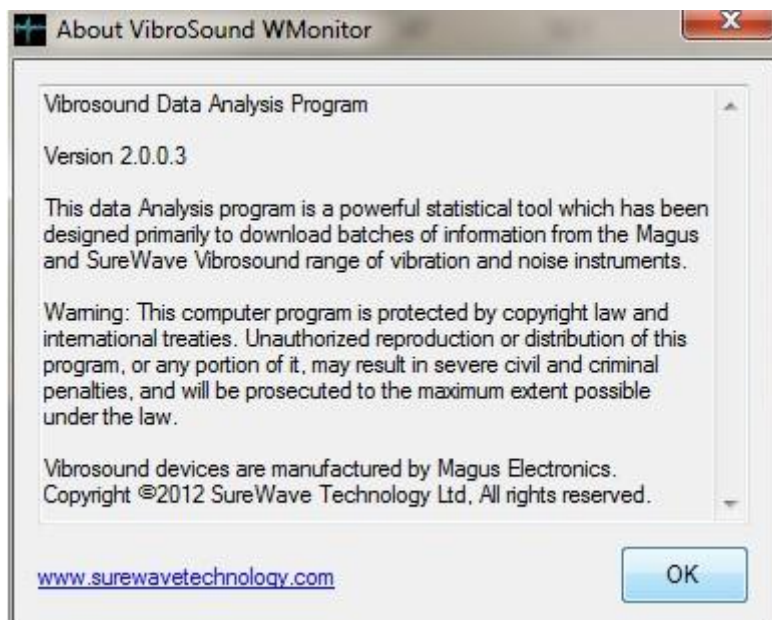 About VibroSound WMonitor
X
Vibrosound Data Analysis Program
Version 2.0.0.3
This data Analysis program is a powerful statistical tool which has been
designed primarily to download batches of information from the Magus
and SureWave Vibrosound range of vibration and noise instruments.
Warning: This computer program is protected by copyright law and
international treaties. Unauthorized reproduction or distribution of this
program, or any portion of it, may result in severe civil and criminal
penalties, and will be prosecuted to the maximum extent possible
under the law.
Vibrosound devices are manufactured by Magus Electronics.
Copyright ©2012 SureWave Technology Ltd, All rights reserved.
www.surewavetechnology.com
OK